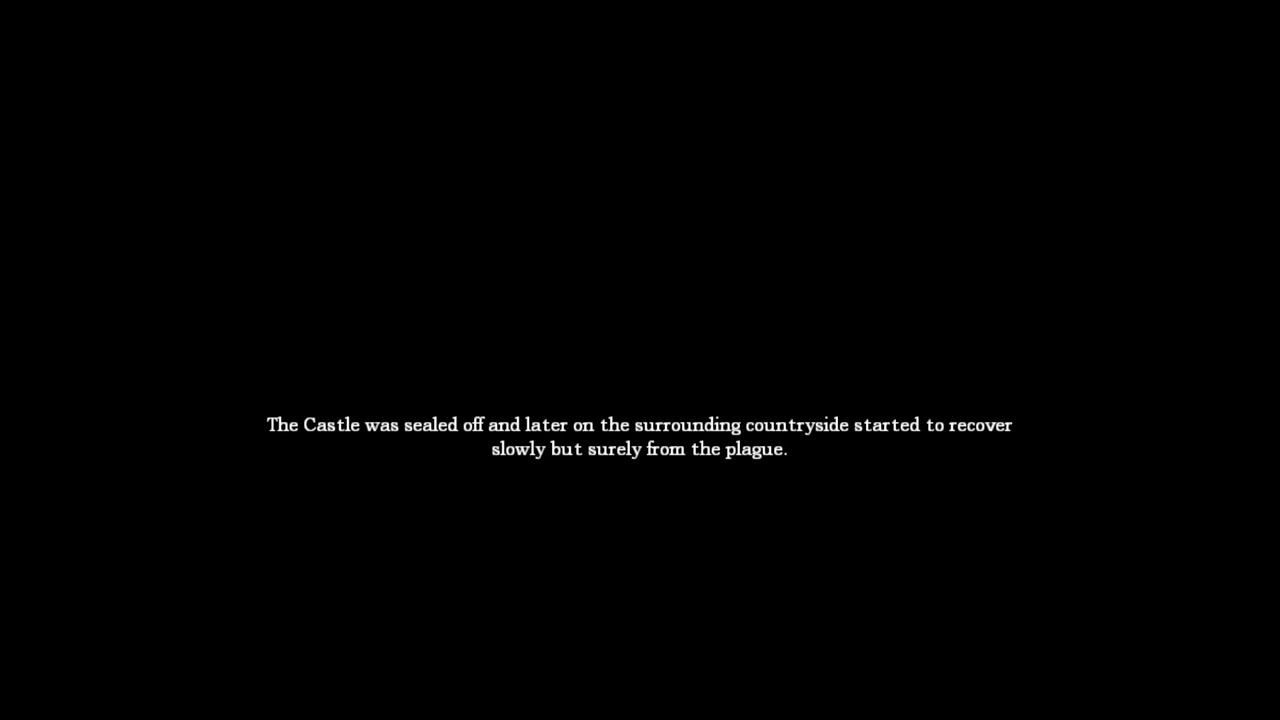 The Castle was sealed off and later on the surrounding countryside started to recover
slowly but surely from the plague.